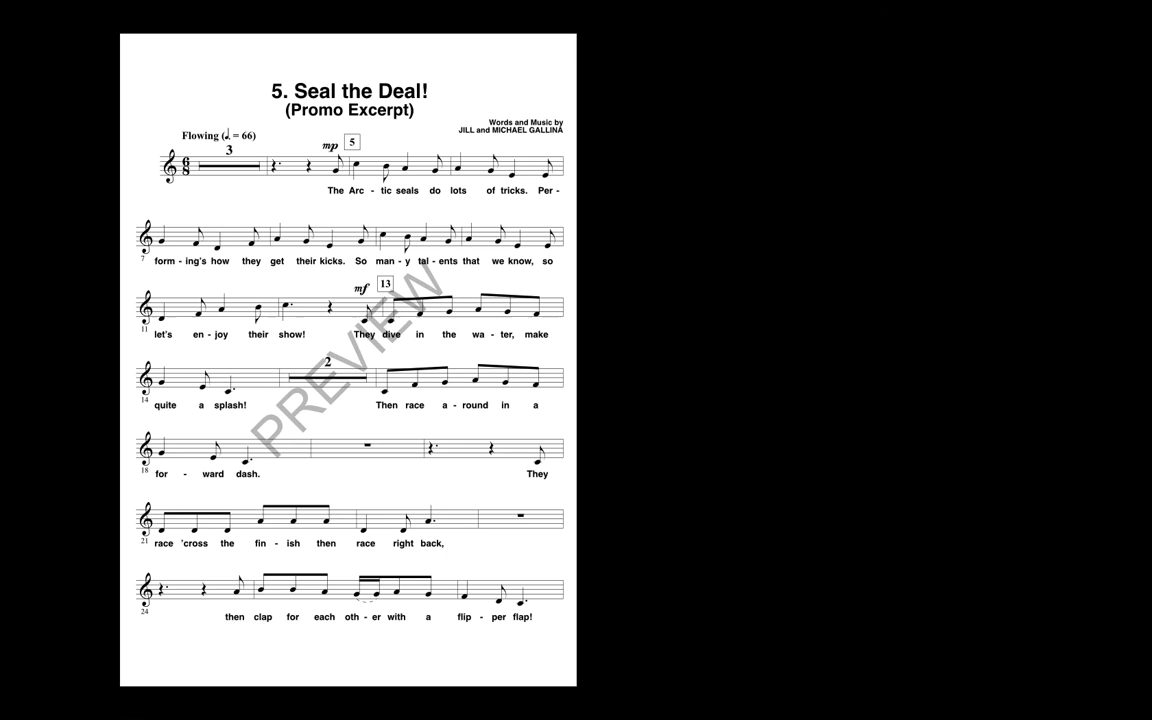 5. Seal the Deal!
(Promo Excerpt)
Words and Music by
JILL and MICHAEL GALLINA
Flowing (♩. = 66)
3
mp
5
6
8
The Arc - tic seals do lots of tricks. Per -
7
form - ing's how they get their kicks. So man - y tal - ents that we know, so
mf
13
11
let's en - joy their show! They dive in the wa - ter, make
2
14
quite a splash! Then race a - round in a
18
for - ward dash. They
21
race 'cross the fin - ish then race right back,
24
then clap for each oth - er with a flip - per flap!
PREVIEW